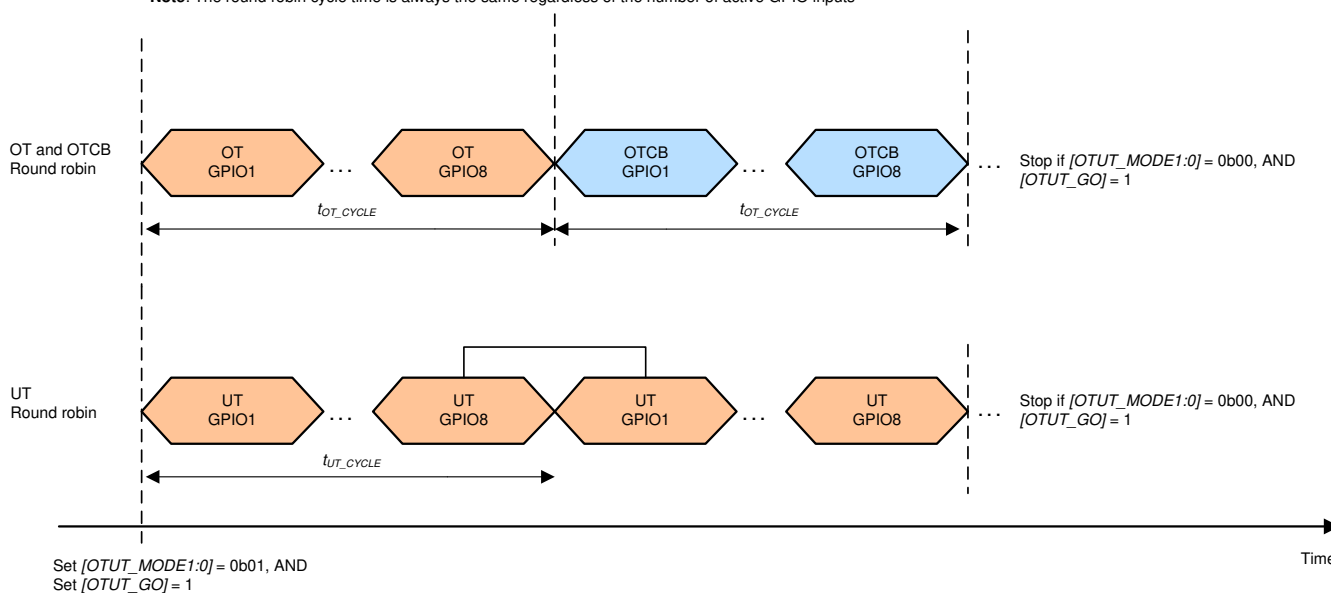 Note: The round robin cycle time is always the same regardless of the number of active GPIO inputs
OT and OTCB
Round robin
OT
GPIO1
...
OT
GPIO8
OTCB
GPIO1
...
OTCB
GPIO8
...
Stop if [OTUT_MODE1:0] = 0b00, AND
[OTUT_GO] = 1
tOT_CYCLE
tOT_CYCLE
UT
Round robin
UT
GPIO1
...
UT
GPIO8
UT
GPIO1
...
UT
GPIO8
...
Stop if [OTUT_MODE1:0] = 0b00, AND
[OTUT_GO] = 1
tUT_CYCLE
Time
Set [OTUT_MODE1:0] = 0b01, AND
Set [OTUT_GO] = 1